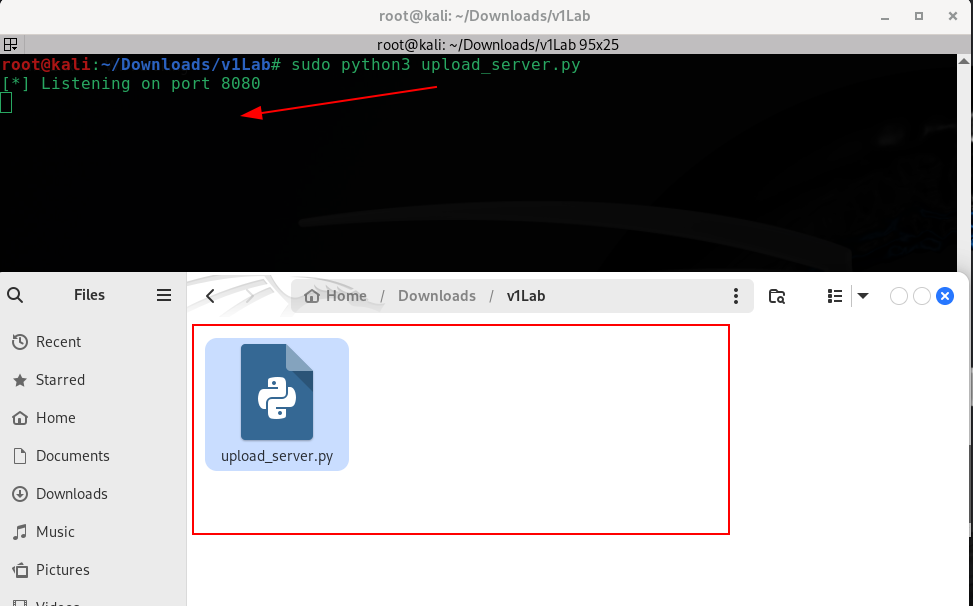 root@kali: ~/Downloads/v1Lab
root@kali: ~/Downloads/v1Lab 95x25
root@kali:~/Downloads/v1Lab# sudo python3 upload_server.py
[*] Listening on port 8080
Files
Home / Downloads / v1Lab
Recent
Starred
Home
Documents
Downloads
Music
Pictures
Videos
upload_server.py